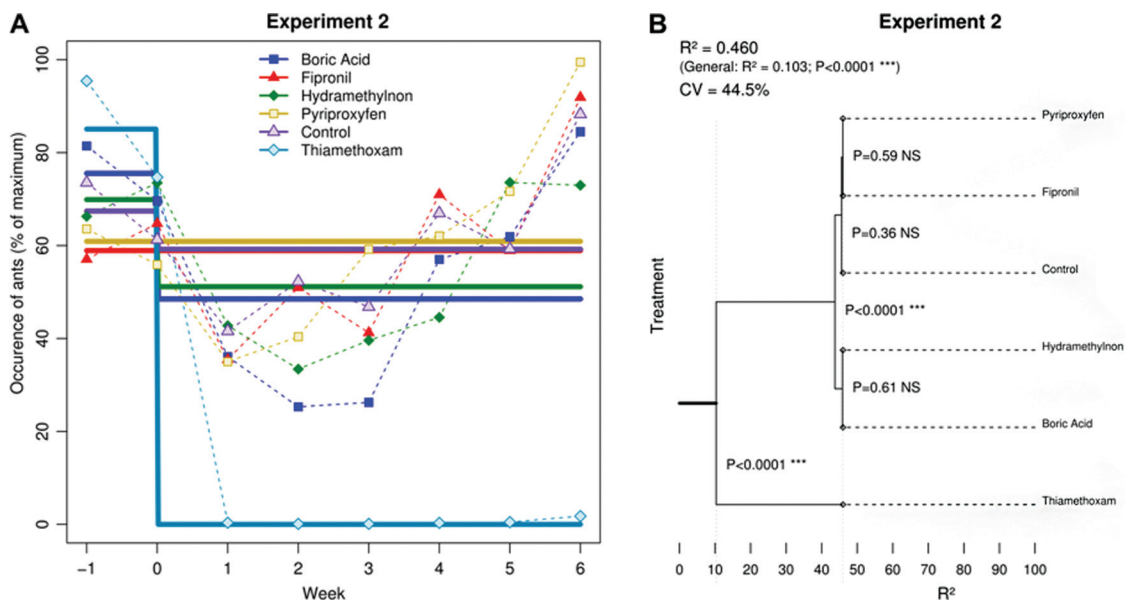 A
Experiment 2
Occurence of ants (% of maximum)
100
80
60
40
20
0
Boric Acid
Fipronil
Hydramethylnon
Pyriproxyfen
Control
Thiamethoxam
−1 0 1 2 3 4 5 6
Week
B
Experiment 2
R² = 0.460
(General: R² = 0.103; P<0.0001 ***)
CV = 44.5%
Treatment
Pyriproxyfen
P=0.59 NS
Fipronil
P=0.36 NS
Control
P<0.0001 ***
Hydramethylnon
P=0.61 NS
Boric Acid
P<0.0001 ***
Thiamethoxam
0 10 20 30 40 50 60 70 80 90 100
R²